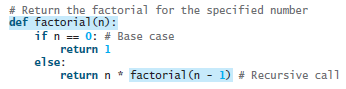 # Return the factorial for the specified number
def factorial(n):
    if n == 0: # Base case
        return 1
    else:
        return n * factorial(n - 1) # Recursive call